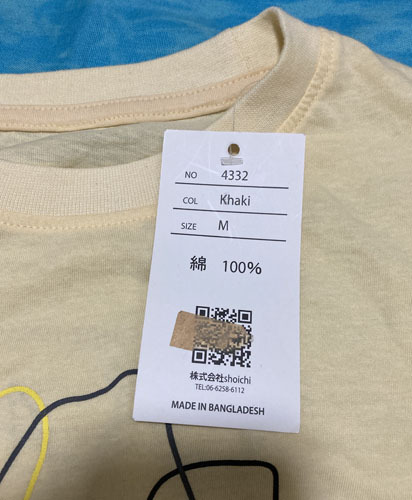 NO 4332
COL Khaki
SIZE M
綿 100%
株式会社shoichi
TEL:06-6258-6112
MADE IN BANGLADESH